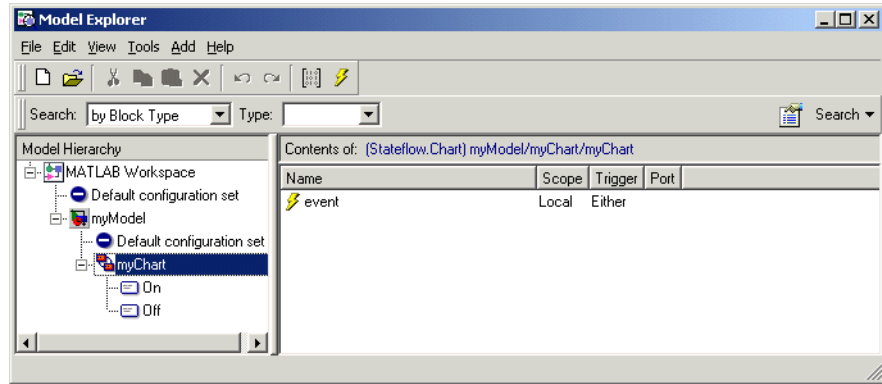 Model Explorer
File Edit View Tools Add Help
Search: by Block Type Type: Search
Model Hierarchy
Contents of: (Stateflow.Chart) myModel/myChart/myChart
MATLAB Workspace
Default configuration set
myModel
Default configuration set
myChart
On
Off
Name Scope Trigger Port
event Local Either